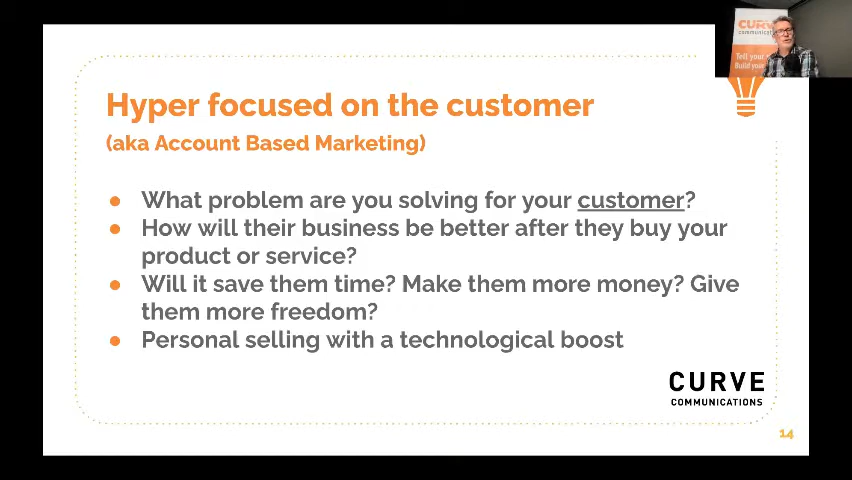 CURVE
Hyper focused on the customer
(aka Account Based Marketing)
● What problem are you solving for your customer?
● How will their business be better after they buy your
product or service?
● Will it save them time? Make them more money? Give
them more freedom?
● Personal selling with a technological boost
CURVE
COMMUNICATIONS
14